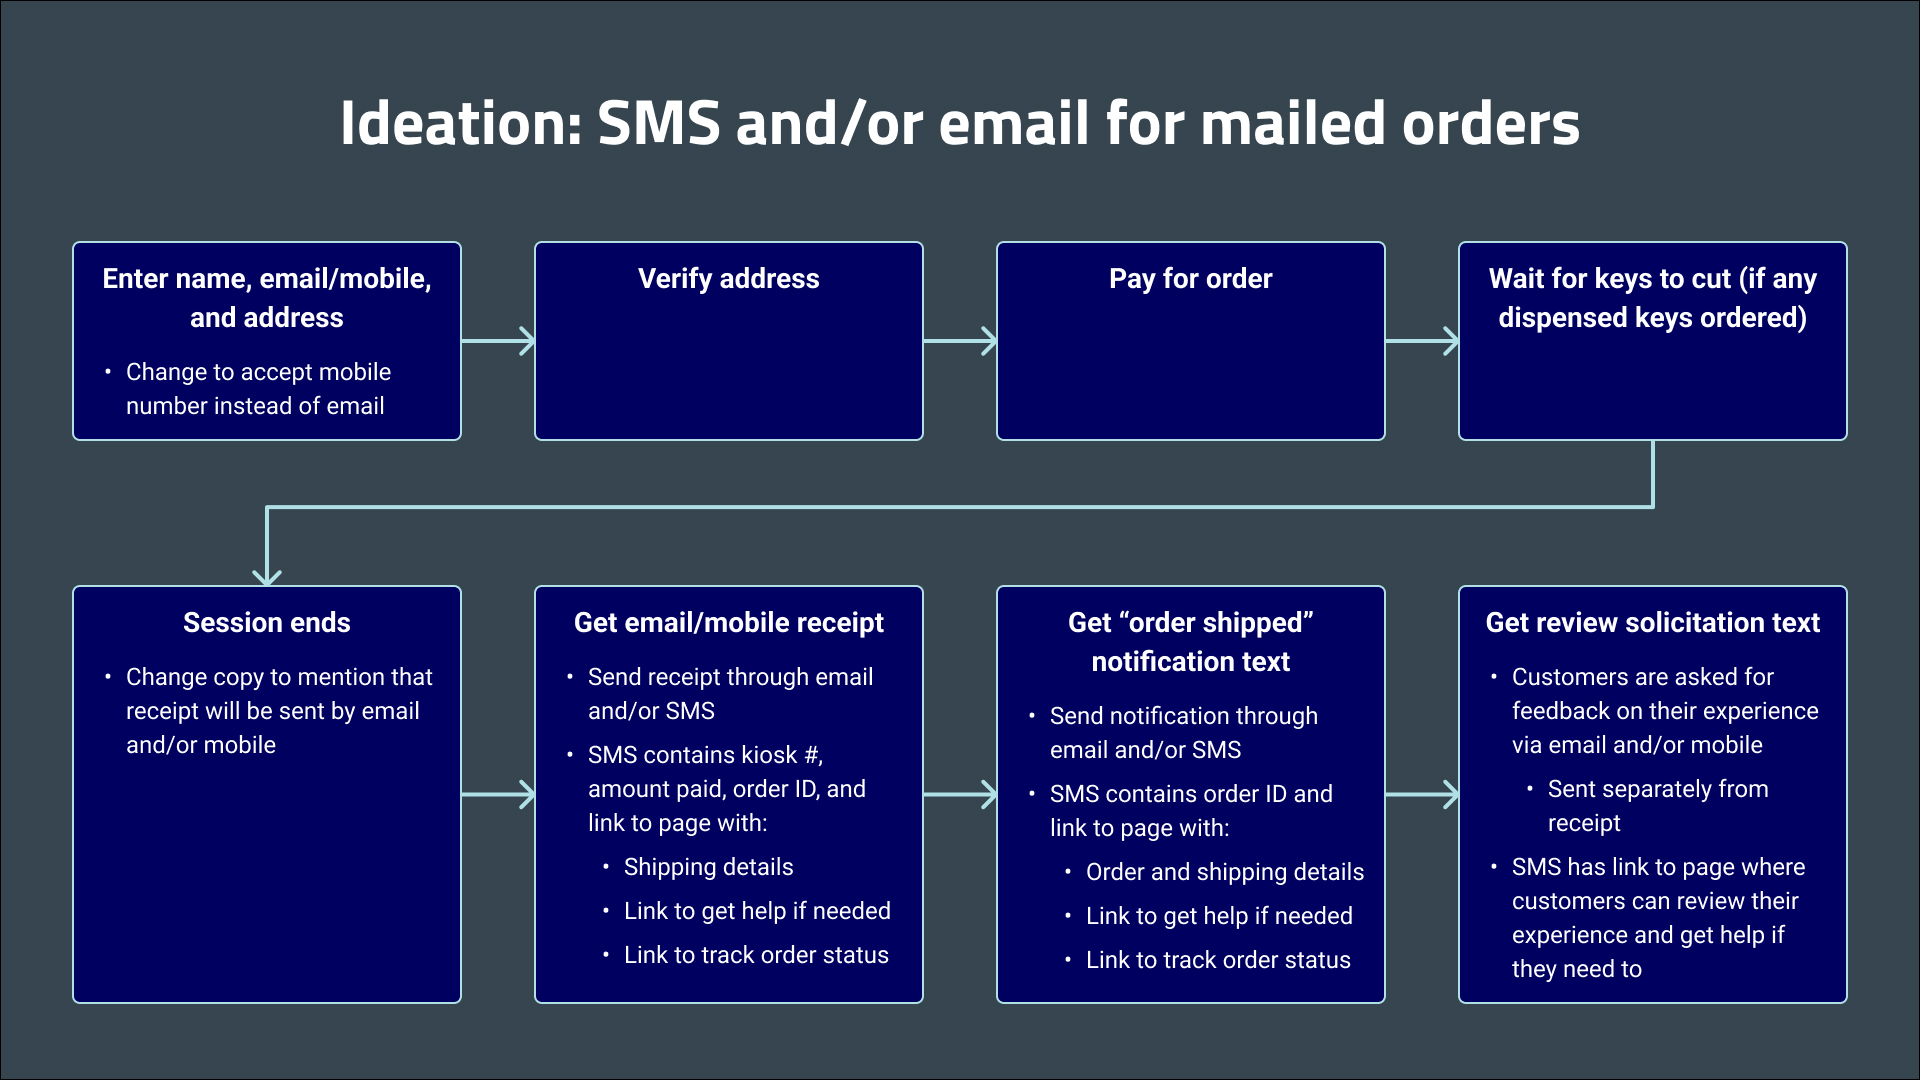 Ideation: SMS and/or email for mailed orders
Enter name, email/mobile,
and address
• Change to accept mobile
number instead of email
Verify address
Pay for order
Wait for keys to cut (if any
dispensed keys ordered)
Session ends
• Change copy to mention that
receipt will be sent by email
and/or mobile
Get email/mobile receipt
• Send receipt through email
and/or SMS
• SMS contains kiosk #,
amount paid, order ID, and
link to page with:
• Shipping details
• Link to get help if needed
• Link to track order status
Get “order shipped”
notification text
• Send notification through
email and/or SMS
• SMS contains order ID and
link to page with:
• Order and shipping details
• Link to get help if needed
• Link to track order status
Get review solicitation text
• Customers are asked for
feedback on their experience
via email and/or mobile
• Sent separately from
receipt
• SMS has link to page where
customers can review their
experience and get help if
they need to